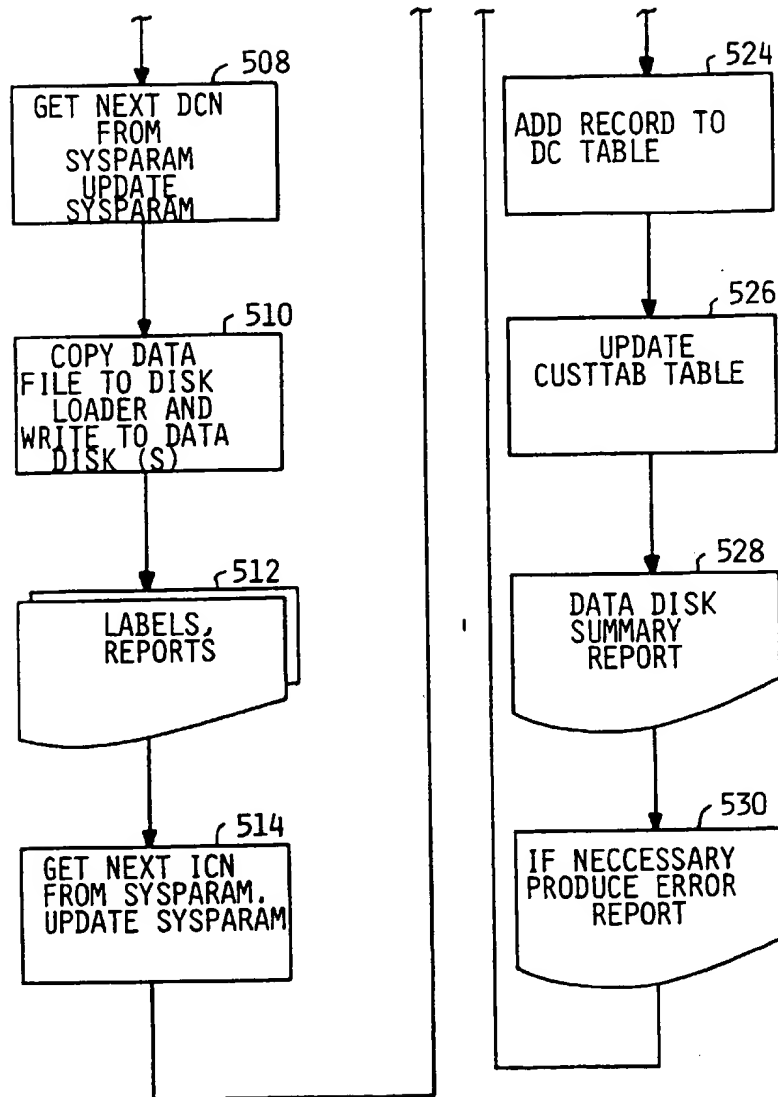 508
GET NEXT DCN
FROM
SYSPARAM
UPDATE
SYSPARAM
510
COPY DATA
FILE TO DISK
LOADER AND
WRITE TO DATA
DISK (S)
512
LABELS,
REPORTS
514
GET NEXT ICN
FROM SYSPARAM.
UPDATE SYSPARAM
524
ADD RECORD TO
DC TABLE
526
UPDATE
CUSTTAB TABLE
528
DATA DISK
SUMMARY
REPORT
530
IF NECCESSARY
PRODUCE ERROR
REPORT